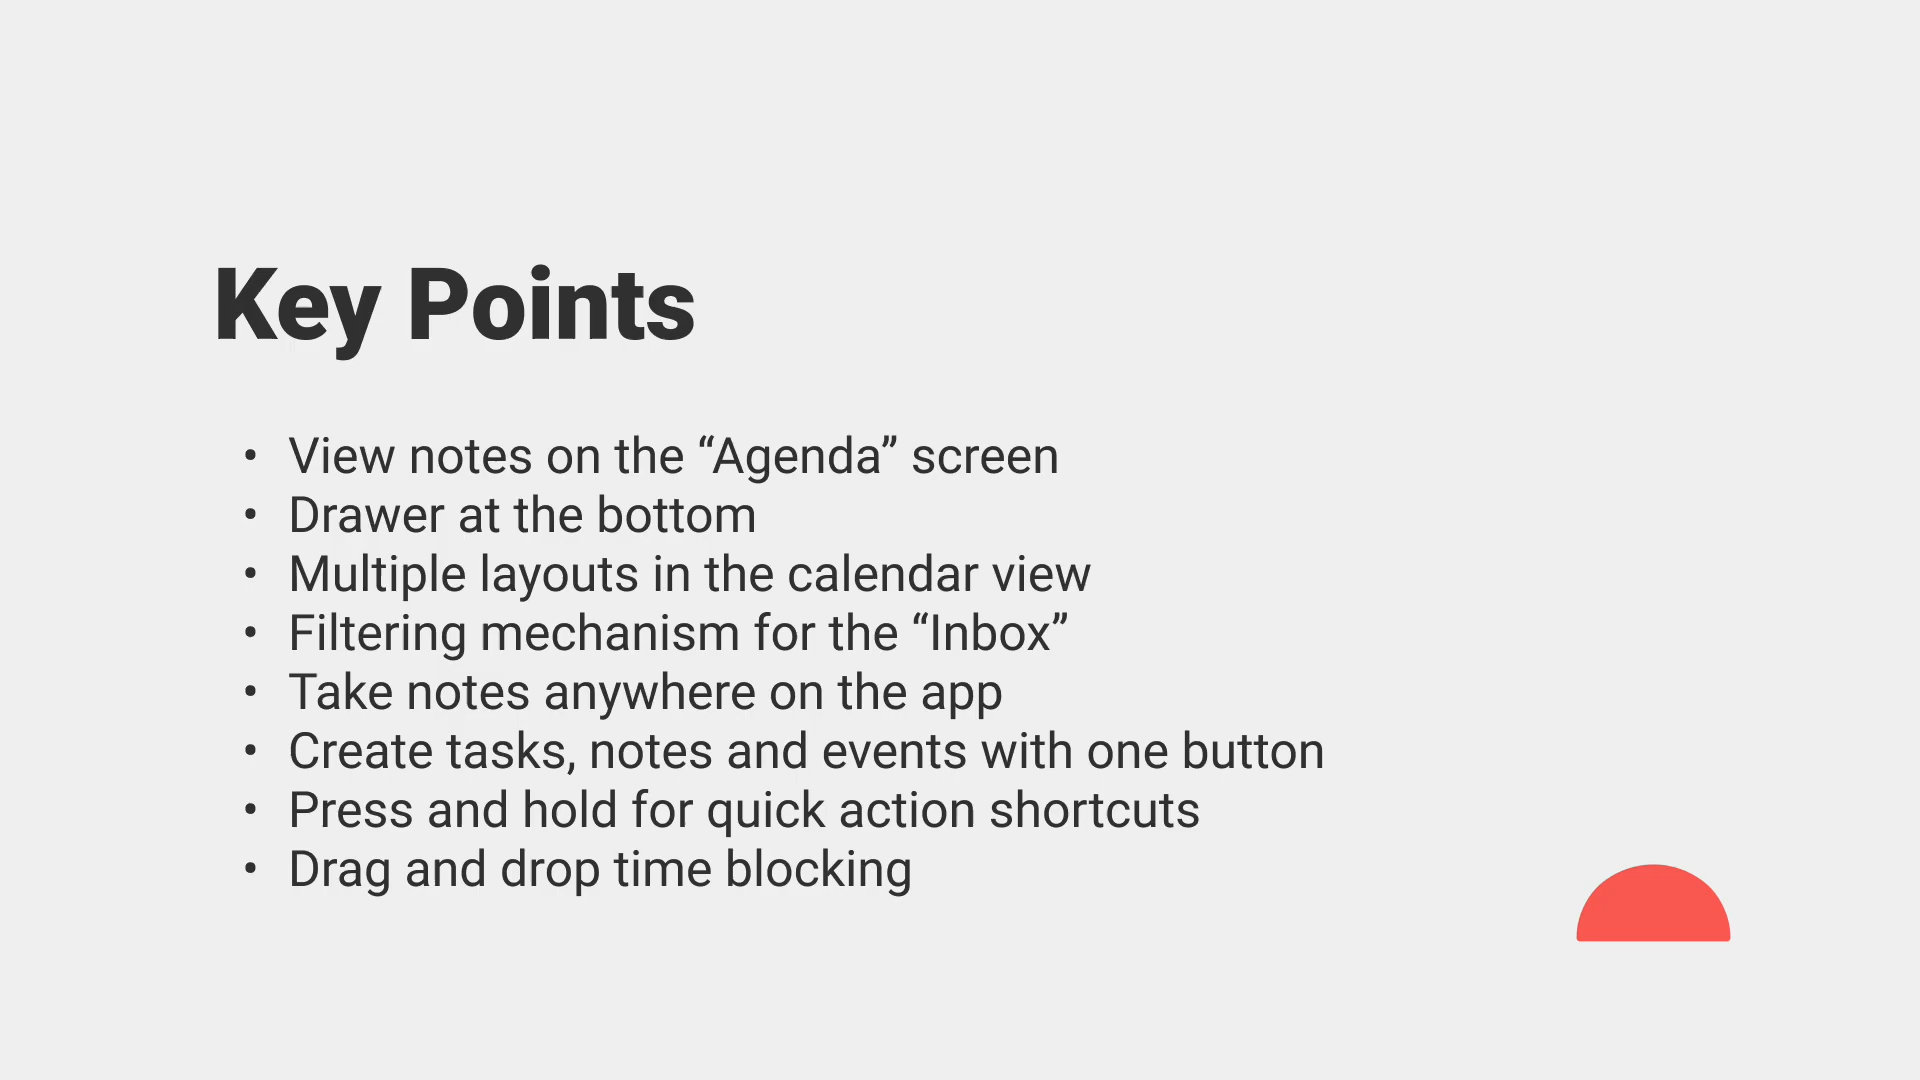 Key Points
• View notes on the “Agenda” screen
• Drawer at the bottom
• Multiple layouts in the calendar view
• Filtering mechanism for the “Inbox”
• Take notes anywhere on the app
• Create tasks, notes and events with one button
• Press and hold for quick action shortcuts
• Drag and drop time blocking